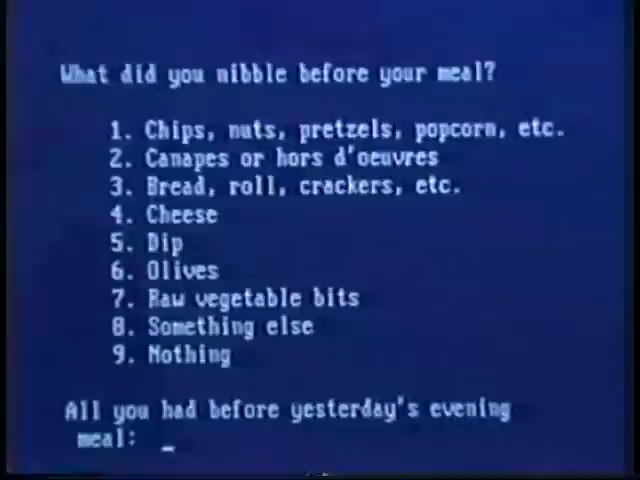 What did you nibble before your meal?
1. Chips, nuts, pretzels, popcorn, etc.
2. Canapes or hors d'oeuvres
3. Bread, roll, crackers, etc.
4. Cheese
5. Dip
6. Olives
7. Raw vegetable bits
8. Something else
9. Nothing
All you had before yesterday's evening
meal: _